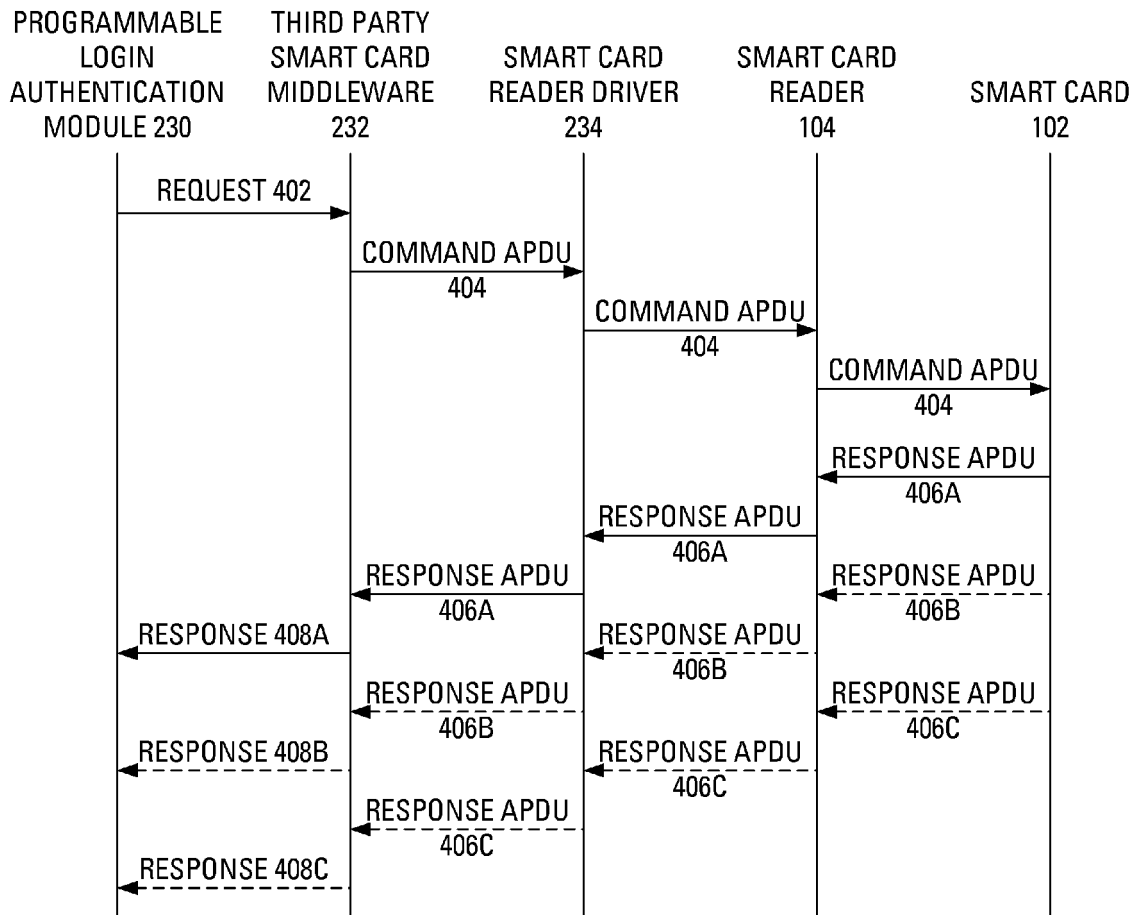 PROGRAMMABLE
LOGIN
AUTHENTICATION
MODULE 230
THIRD PARTY
SMART CARD
MIDDLEWARE
232
SMART CARD
READER DRIVER
234
SMART CARD
READER
104
SMART CARD
102
REQUEST 402
COMMAND APDU
404
COMMAND APDU
404
COMMAND APDU
404
RESPONSE APDU
406A
RESPONSE APDU
406A
RESPONSE APDU
406A
RESPONSE APDU
406B
RESPONSE 408A
RESPONSE APDU
406B
RESPONSE APDU
406B
RESPONSE APDU
406C
RESPONSE 408B
RESPONSE APDU
406C
RESPONSE APDU
406C
RESPONSE 408C